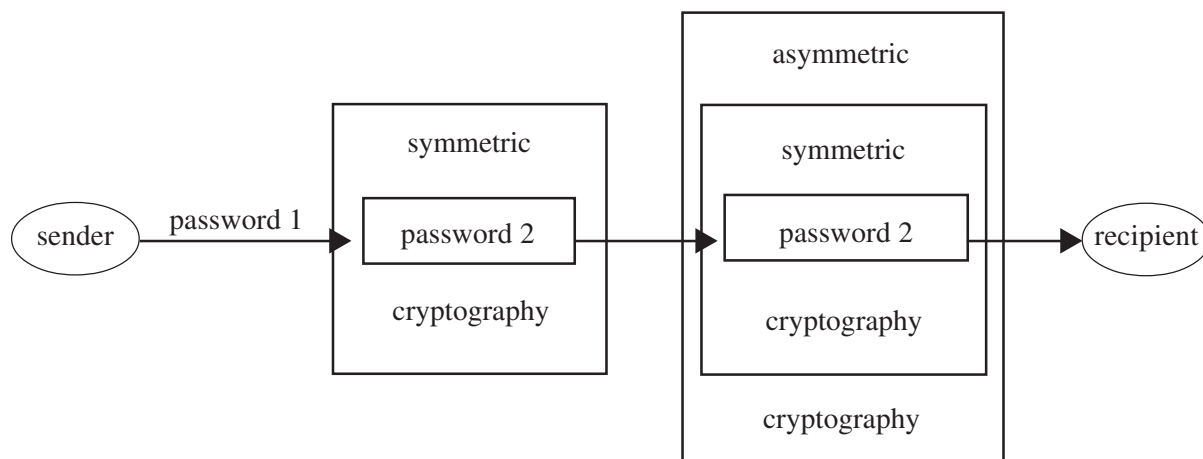 asymmetric
symmetric
symmetric
sender
password 1
password 2
password 2
recipient
cryptography
cryptography
cryptography